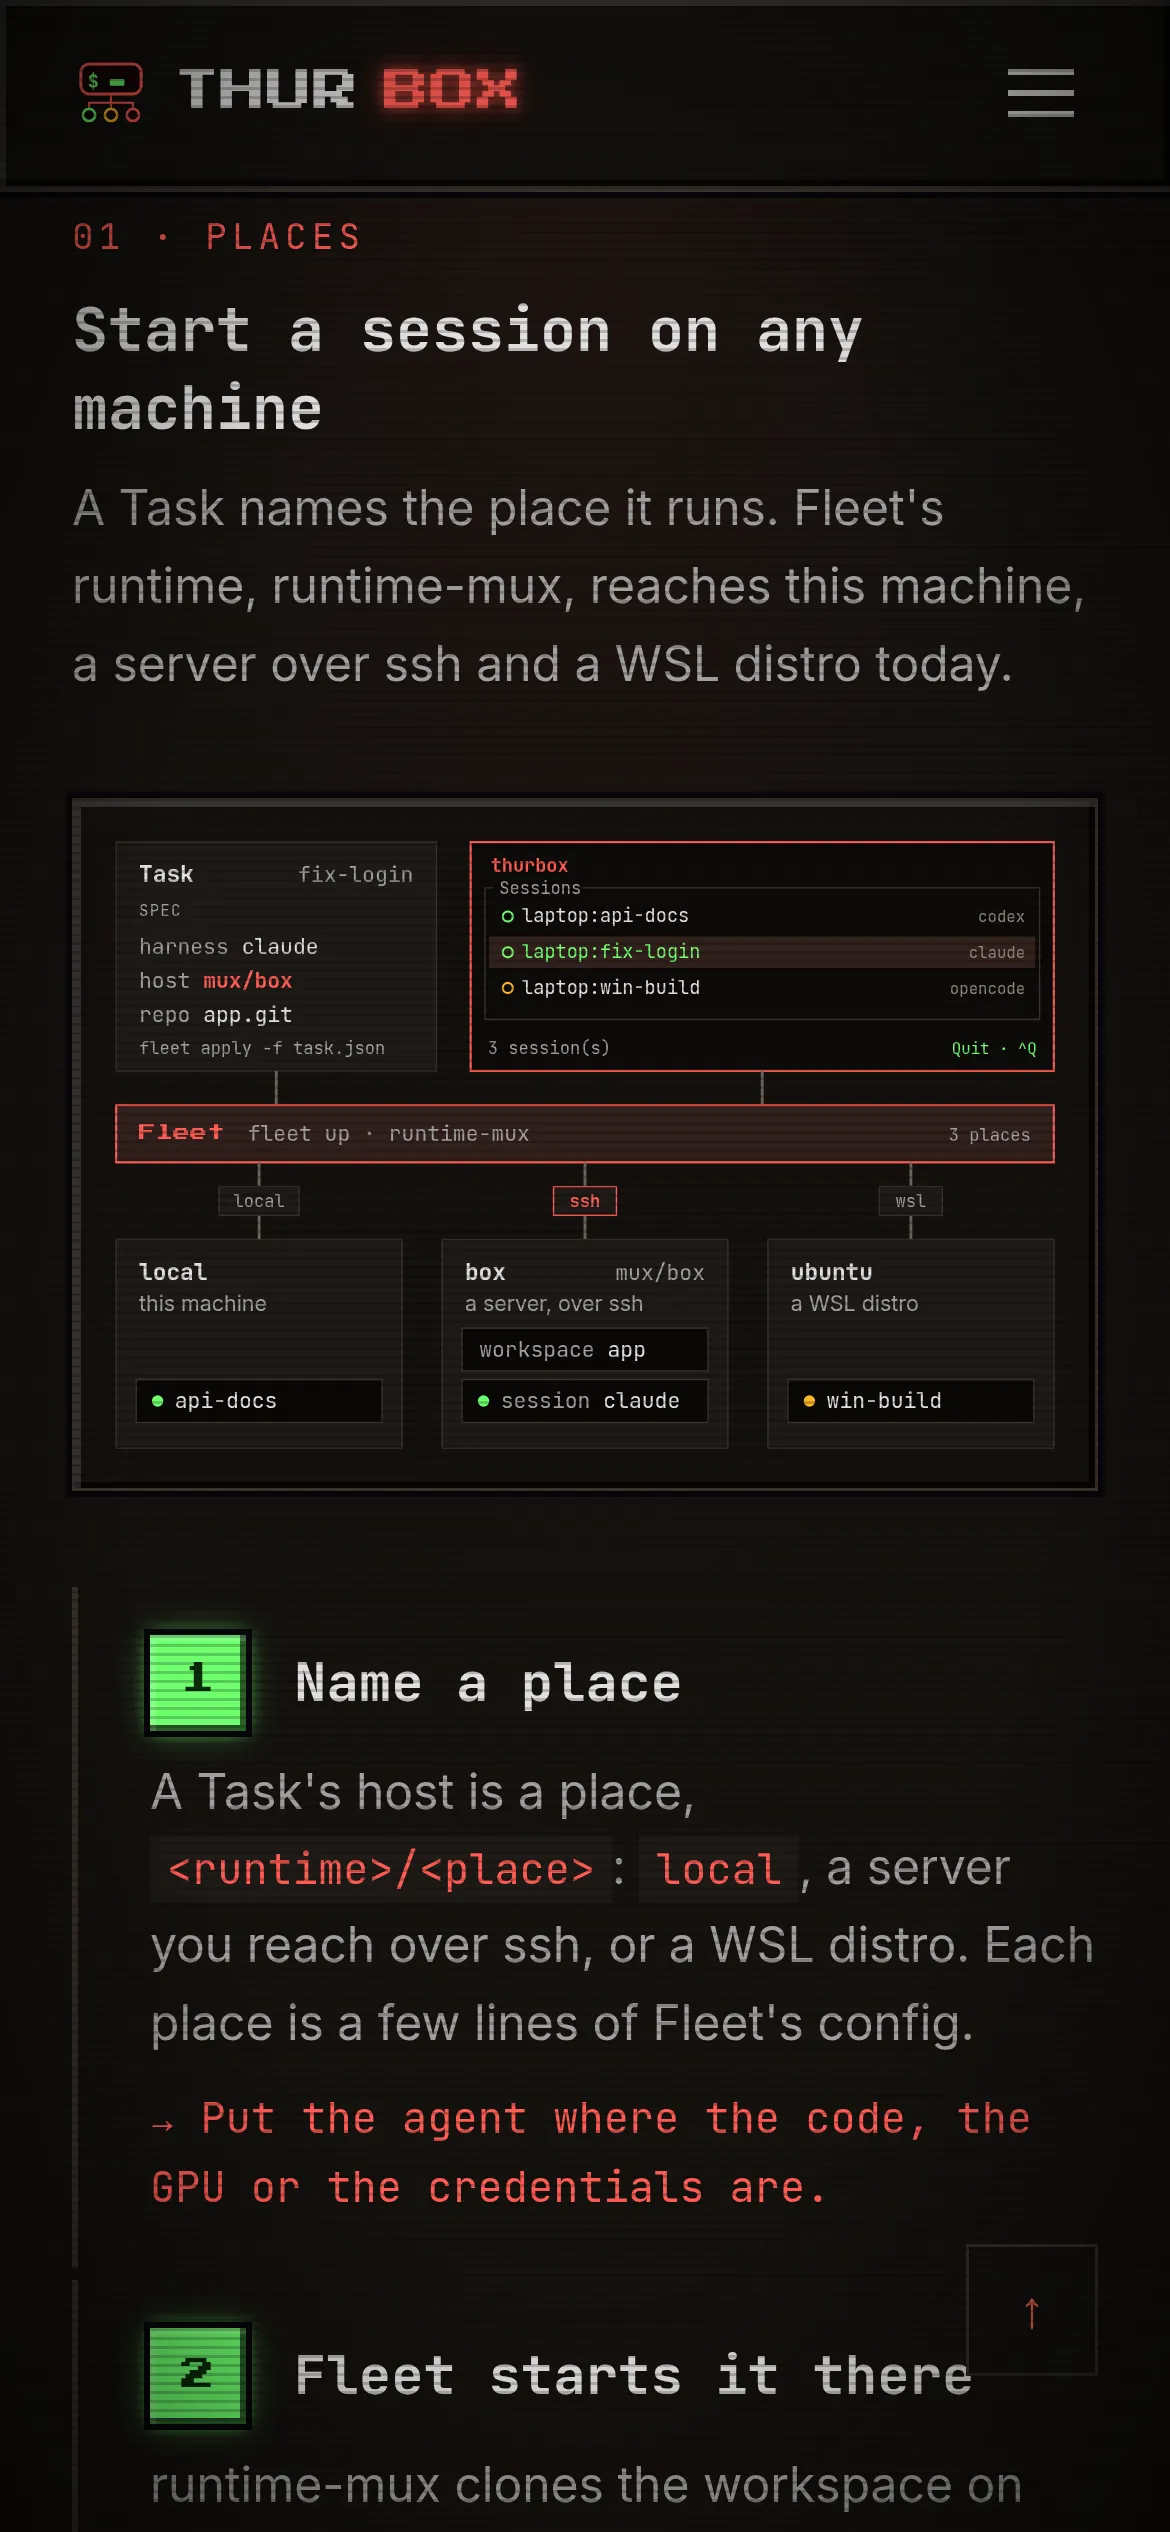 $
THUR BOX
01 · PLACES
Start a session on any
machine
A Task names the place it runs. Fleet's
runtime, runtime-mux, reaches this machine,
a server over ssh and a WSL distro today.
Task fix-login
SPEC
harness claude
host mux/box
repo app.git
fleet apply -f task.json
thurbox
Sessions
laptop:api-docs codex
laptop:fix-login claude
laptop:win-build opencode
3 session(s) Quit · ^Q
Fleet fleet up · runtime-mux 3 places
local ssh wsl
local
this machine
api-docs
box mux/box
a server, over ssh
workspace app
session claude
ubuntu
a WSL distro
win-build
1 Name a place
A Task's host is a place,
<runtime>/<place> : local , a server
you reach over ssh, or a WSL distro. Each
place is a few lines of Fleet's config.
→ Put the agent where the code, the
GPU or the credentials are.
↑
2 Fleet starts it there
runtime-mux clones the workspace on